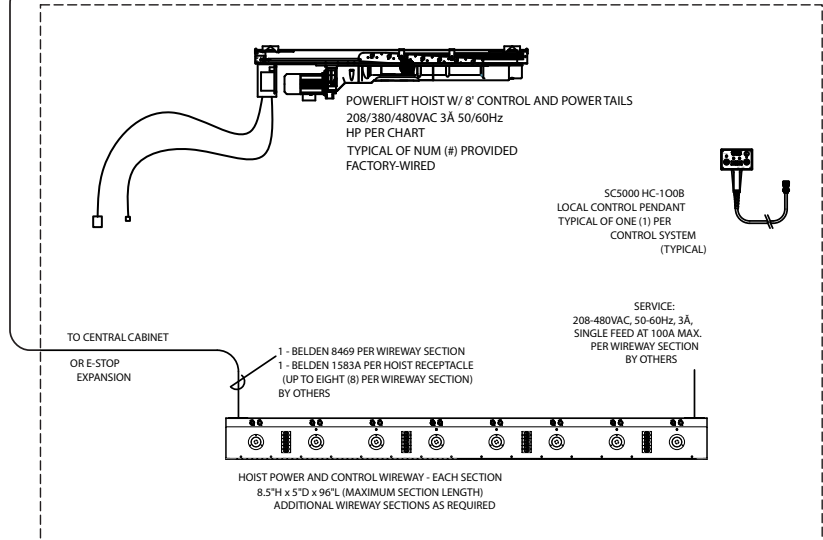 POWERLIFT HOIST W/ 8' CONTROL AND POWER TAILS
208/380/480VAC 3Ă 50/60Hz
HP PER CHART
TYPICAL OF NUM (#) PROVIDED
FACTORY-WIRED
SC5000 HC-1O0B
LOCAL CONTROL PENDANT
TYPICAL OF ONE (1) PER
CONTROL SYSTEM
(TYPICAL)
SERVICE:
208-480VAC, 50-60Hz, 3Ă,
SINGLE FEED AT 100A MAX.
PER WIREWAY SECTION
BY OTHERS
TO CENTRAL CABINET
OR E-STOP
EXPANSION
1 - BELDEN 8469 PER WIREWAY SECTION
1 - BELDEN 1583A PER HOIST RECEPTACLE
(UP TO EIGHT (8) PER WIREWAY SECTION)
BY OTHERS
HOIST POWER AND CONTROL WIREWAY - EACH SECTION
8.5"H x 5"D x 96"L (MAXIMUM SECTION LENGTH)
ADDITIONAL WIREWAY SECTIONS AS REQUIRED